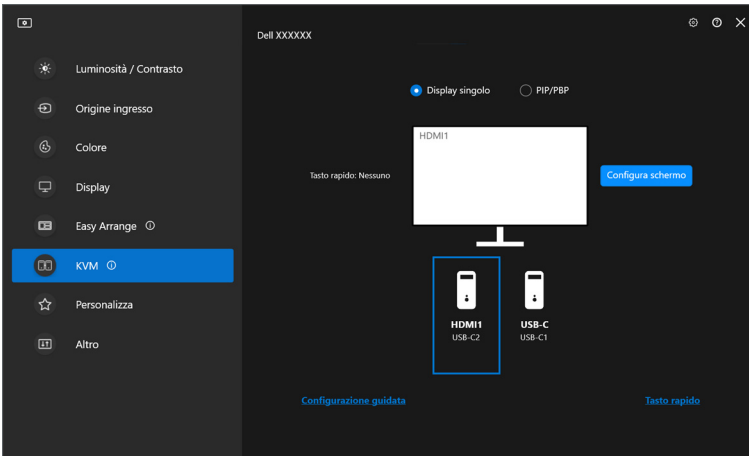 Dell XXXXXX
Luminosità / Contrasto
Origine ingresso
Colore
Display
Easy Arrange
KVM
Personalizza
Altro
Display singolo
PIP/PBP
HDMI1
Tasto rapido: Nessuno
Configura schermo
HDMI1
USB-C2
USB-C
USB-C1
Configurazione guidata
Tasto rapido